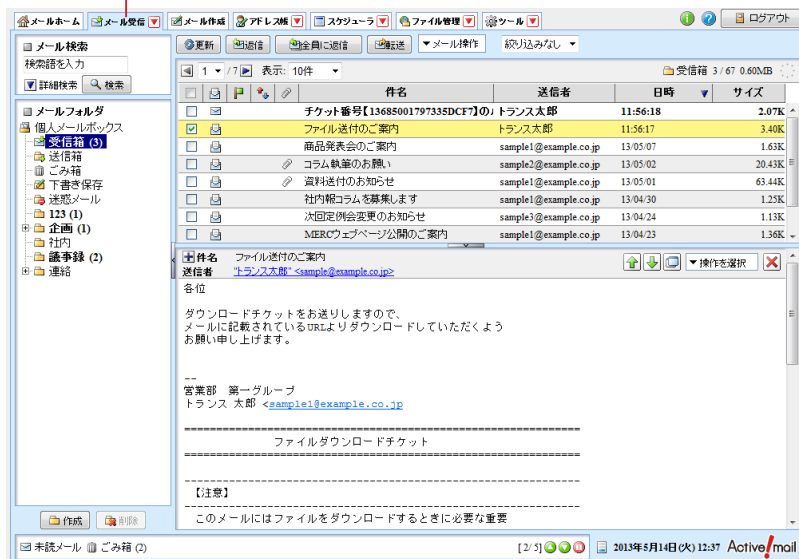 メールホーム メール受信 メール作成 アドレス帳 スケジューラ ファイル管理 ツール ログアウト
メール検索
検索語を入力
詳細検索 検索
メールフォルダ
個人メールボックス
受信箱 (3)
送信箱
ごみ箱
下書き保存
迷惑メール
123 (1)
企画 (1)
社内
議事録 (2)
連絡
作成 削除
更新 返信 全員に返信 転送 ▼メール操作 絞り込みなし
1 /7 表示: 10件 受信箱 3/67 0.60MB
件名 送信者 日時 ▼ サイズ
チケット番号【13685001797335DCF7】の トランス太郎 11:56:18 2.07K
ファイル送付のご案内 トランス太郎 11:56:17 3.40K
商品発表会のご案内 sample1@example.co.jp 13/05/07 1.63K
コラム執筆のお願い sample2@example.co.jp 13/05/02 20.43K
資料送付のお知らせ sample1@example.co.jp 13/05/01 63.44K
社内報コラムを募集します sample1@example.co.jp 13/04/30 1.25K
次回定例会変更のお知らせ sample3@example.co.jp 13/04/24 1.13K
MERCウェブページ公開のご案内 sample1@example.co.jp 13/04/23 1.36K
件名 ファイル送付のご案内
送信者 "トランス太郎" <sample@example.co.jp>
▼操作を選択
各位
ダウンロードチケットをお送りしますので、
メールに記載されているURLよりダウンロードしていただくよう
お願い申し上げます。
--
営業部 第一グループ
トランス 太郎 <sample1@example.co.jp
ファイルダウンロードチケット
【注意】
このメールにはファイルをダウンロードするときに必要な重要
未読メール ごみ箱 (2) [2/5] 2013年5月14日(火) 12:37 Active!mail